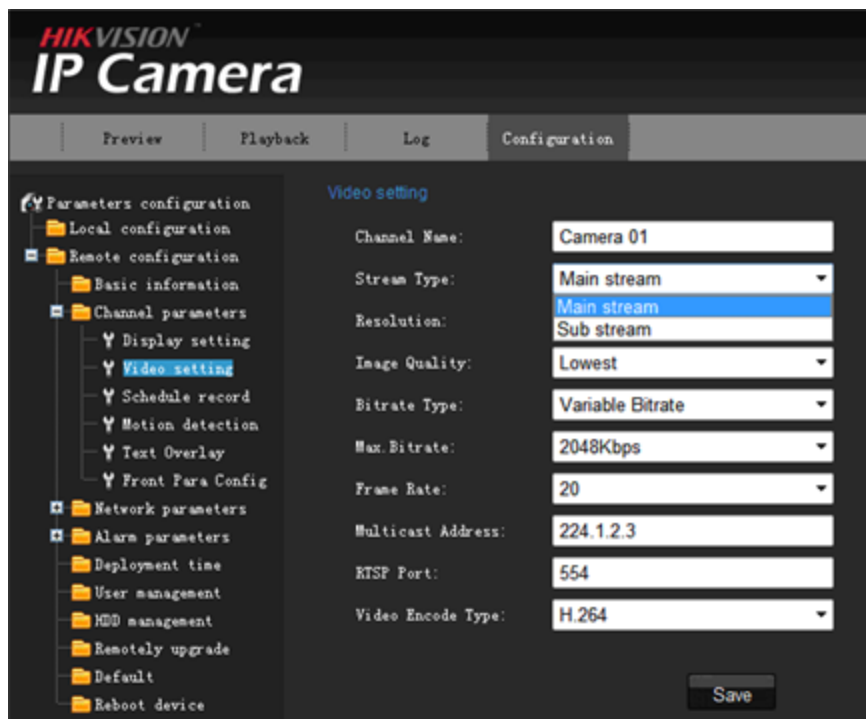 HIKVISION™
IP Camera
Preview Playback Log Configuration
Parameters configuration
Local configuration
Remote configuration
Basic information
Channel parameters
Display setting
Video setting
Schedule record
Motion detection
Text Overlay
Front Para Config
Network parameters
Alarm parameters
Deployment time
User management
HDD management
Remotely upgrade
Default
Reboot device
Video setting
Channel Name: Camera 01
Stream Type: Main stream
Main stream
Sub stream
Resolution:
Image Quality: Lowest
Bitrate Type: Variable Bitrate
Max.Bitrate: 2048Kbps
Frame Rate: 20
Multicast Address: 224.1.2.3
RTSP Port: 554
Video Encode Type: H.264
Save